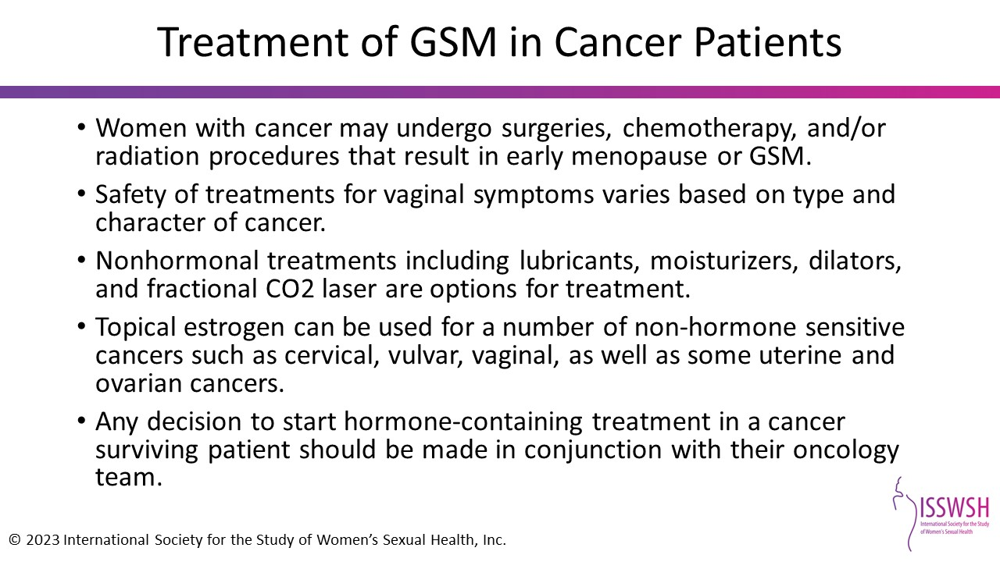 Treatment of GSM in Cancer Patients
• Women with cancer may undergo surgeries, chemotherapy, and/or
radiation procedures that result in early menopause or GSM.
• Safety of treatments for vaginal symptoms varies based on type and
character of cancer.
• Nonhormonal treatments including lubricants, moisturizers, dilators,
and fractional CO2 laser are options for treatment.
• Topical estrogen can be used for a number of non-hormone sensitive
cancers such as cervical, vulvar, vaginal, as well as some uterine and
ovarian cancers.
• Any decision to start hormone-containing treatment in a cancer
surviving patient should be made in conjunction with their oncology
team.
ISSWSH
International Society for the Study
of Women's Sexual Health
© 2023 International Society for the Study of Women’s Sexual Health, Inc.